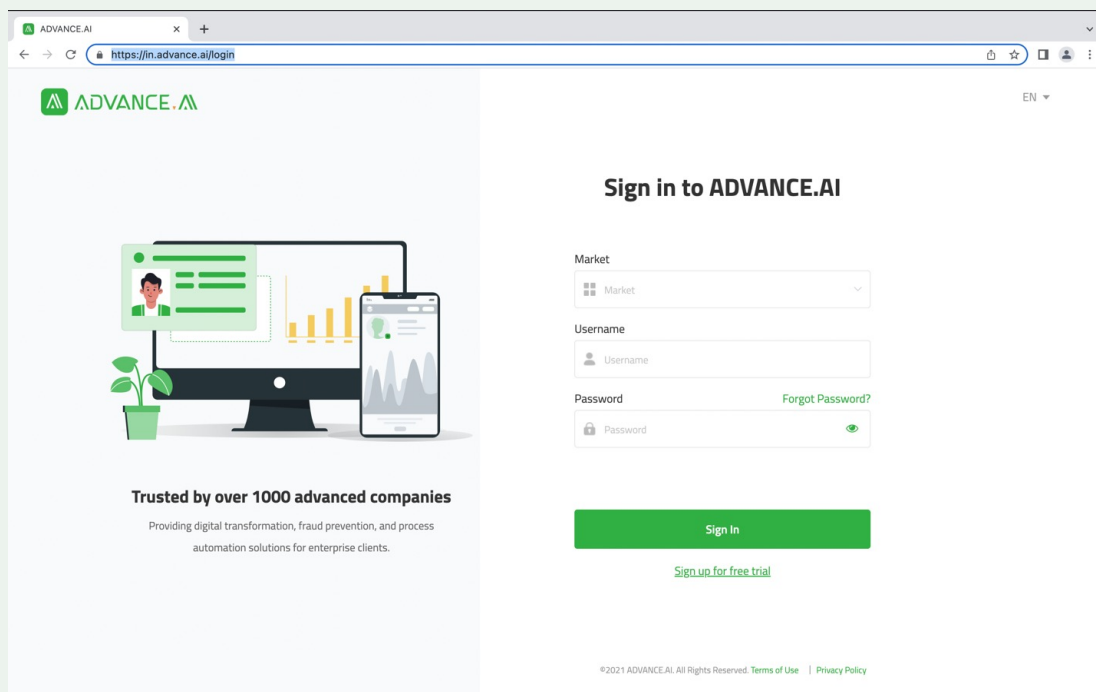 ADVANCE.AI
https://in.advance.ai/login
ADVANCE.AI
EN
Sign in to ADVANCE.AI
Market
Market
Username
Username
Password Forgot Password?
Password
Trusted by over 1000 advanced companies
Providing digital transformation, fraud prevention, and process
automation solutions for enterprise clients.
Sign In
Sign up for free trial
©2021 ADVANCE.AI. All Rights Reserved. Terms of Use | Privacy Policy